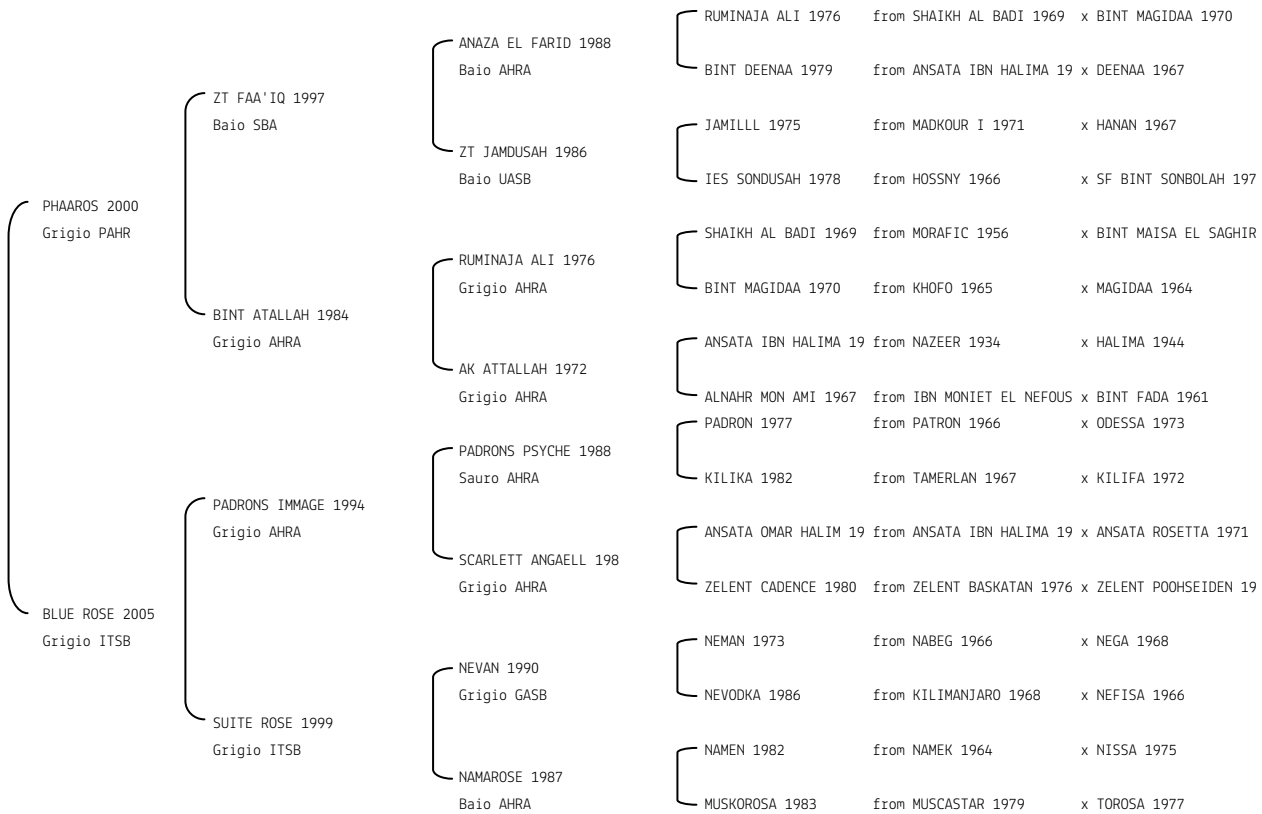 RUMINAJA ALI 1976 from SHAIKH AL BADI 1969 x BINT MAGIDAA 1970
ANAZA EL FARID 1988
Baio AHRA BINT DEENAA 1979 from ANSATA IBN HALIMA 19 x DEENAA 1967
ZT FAA'IQ 1997
Baio SBA JAMILLL 1975 from MADKOUR I 1971 x HANAN 1967
ZT JAMDUSAH 1986
Baio UASB IES SONDUSAH 1978 from HOSSNY 1966 x SF BINT SONBOLAH 197
PHAAROS 2000
Grigio PAHR SHAIKH AL BADI 1969 from MORAFIC 1956 x BINT MAISA EL SAGHIR
RUMINAJA ALI 1976
Grigio AHRA BINT MAGIDAA 1970 from KHOFO 1965 x MAGIDAA 1964
BINT ATALLAH 1984
Grigio AHRA ANSATA IBN HALIMA 19 from NAZEER 1934 x HALIMA 1944
AK ATTALLAH 1972
Grigio AHRA ALNAHR MON AMI 1967 from IBN MONIET EL NEFOUS x BINT FADA 1961
PADRON 1977 from PATRON 1966 x ODESSA 1973
PADRONS PSYCHE 1988
Sauro AHRA KILIKA 1982 from TAMERLAN 1967 x KILIFA 1972
PADRONS IMMAGE 1994
Grigio AHRA ANSATA OMAR HALIM 19 from ANSATA IBN HALIMA 19 x ANSATA ROSETTA 1971
SCARLETT ANGAELL 198
Grigio AHRA ZELENT CADENCE 1980 from ZELENT BASKATAN 1976 x ZELENT POOHSEIDEN 19
BLUE ROSE 2005
Grigio ITSB NEMAN 1973 from NABEG 1966 x NEGA 1968
NEVAN 1990
Grigio GASB NEVODKA 1986 from KILIMANJARO 1968 x NEFISA 1966
SUITE ROSE 1999
Grigio ITSB NAMEN 1982 from NAMEK 1964 x NISSA 1975
NAMAROSE 1987
Baio AHRA MUSKOROSA 1983 from MUSCASTAR 1979 x TOROSA 1977